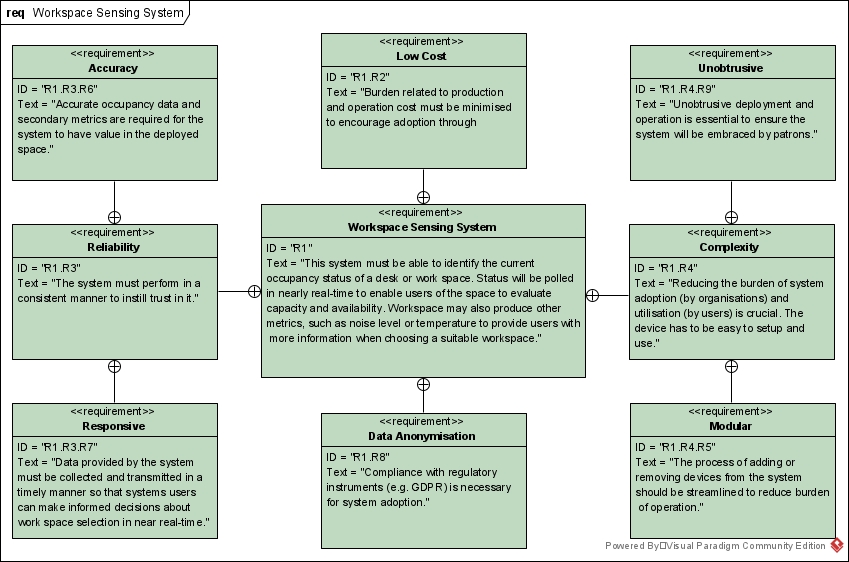 req Workspace Sensing System
<<requirement>>
Accuracy
ID = "R1.R3.R6"
Text = "Accurate occupancy data and
secondary metrics are required for the
system to have value in the deployed
space."
<<requirement>>
Low Cost
ID = "R1.R2"
Text = "Burden related to production
and operation cost must be minimised
to encourage adoption through
<<requirement>>
Unobtrusive
ID = "R1.R4.R9"
Text = "Unobtrusive deployment and
operation is essential to ensure the
system will be embraced by patrons."
<<requirement>>
Reliability
ID = "R1.R3"
Text = "The system must perform in a
consistent manner to instill trust in it."
<<requirement>>
Workspace Sensing System
ID = "R1"
Text = "This system must be able to identify the current
occupancy status of a desk or work space. Status will be polled
in nearly real-time to enable users of the space to evaluate
capacity and availability. Workspace may also produce other
metrics, such as noise level or temperature to provide users with
more information when choosing a suitable workspace."
<<requirement>>
Complexity
ID = "R1.R4"
Text = "Reducing the burden of system
adoption (by organisations) and
utilisation (by users) is crucial. The
device has to be easy to setup and
use."
<<requirement>>
Responsive
ID = "R1.R3.R7"
Text = "Data provided by the system
must be collected and transmitted in a
timely manner so that systems users
can make informed decisions about
work space selection in near real-time."
<<requirement>>
Data Anonymisation
ID = "R1.R8"
Text = "Compliance with regulatory
instruments (e.g. GDPR) is necessary
for system adoption."
<<requirement>>
Modular
ID = "R1.R4.R5"
Text = "The process of adding or
removing devices from the system
should be streamlined to reduce burden
of operation."
Powered By□Visual Paradigm Community Edition